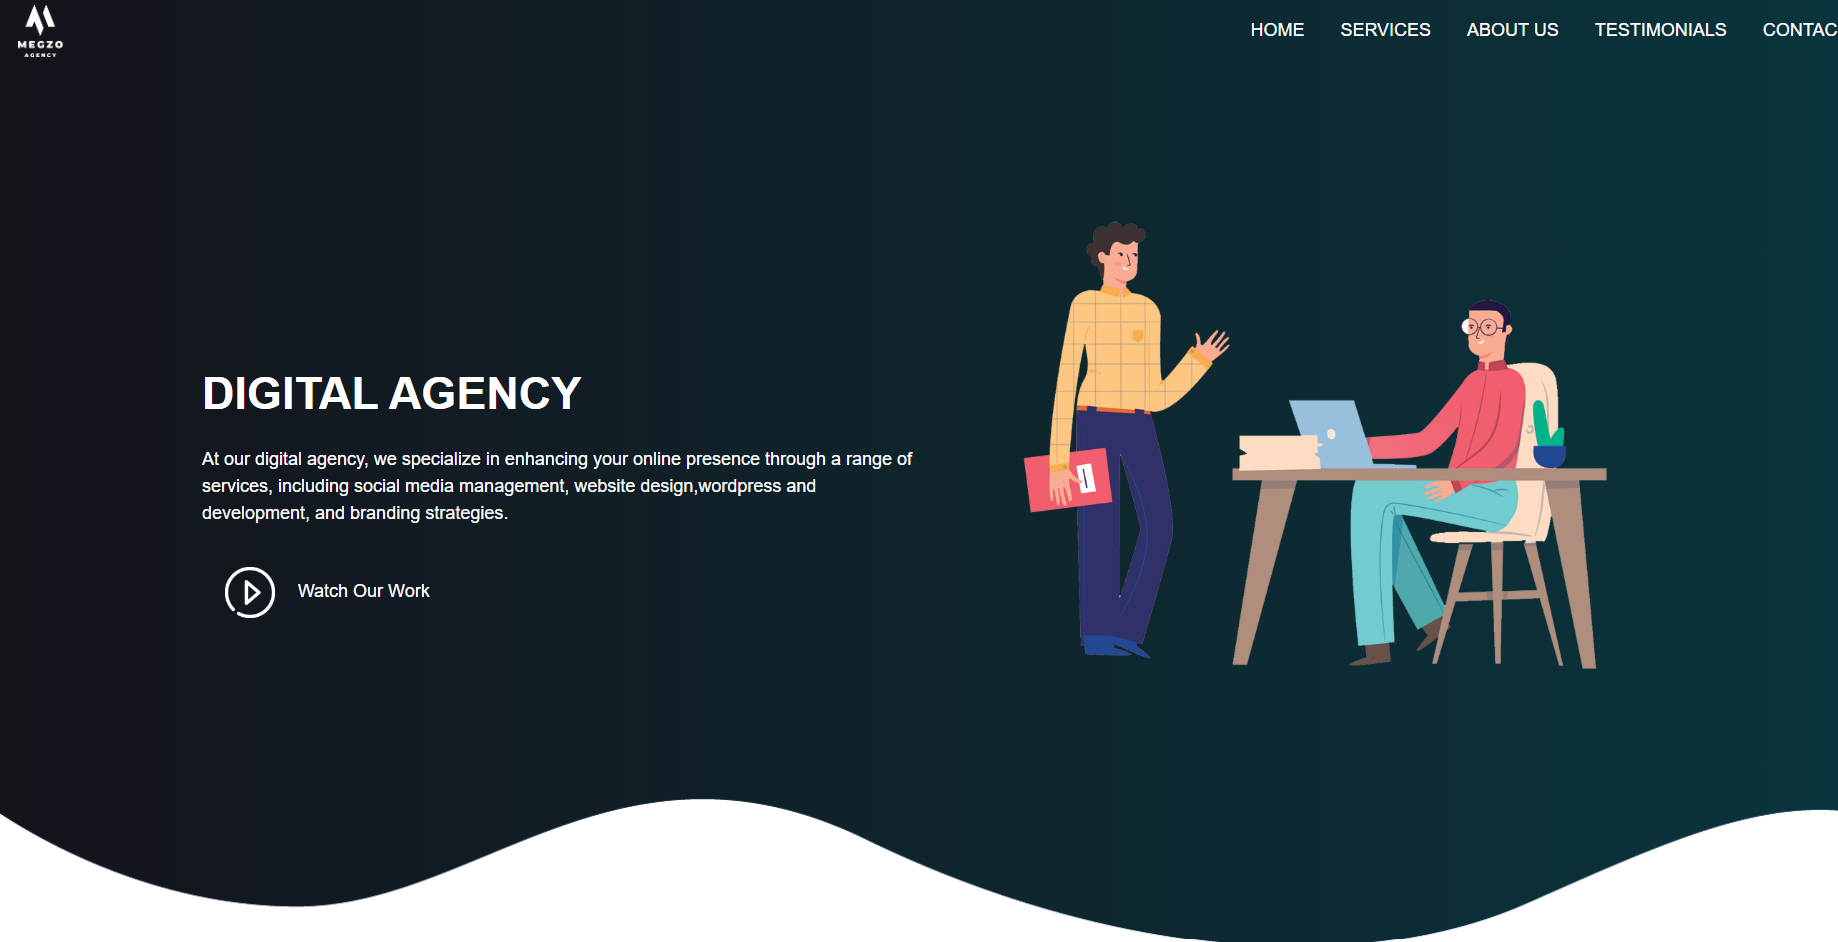 MEGZO
AGENCY
HOME SERVICES ABOUT US TESTIMONIALS CONTAC
DIGITAL AGENCY
At our digital agency, we specialize in enhancing your online presence through a range of
services, including social media management, website design,wordpress and
development, and branding strategies.
Watch Our Work